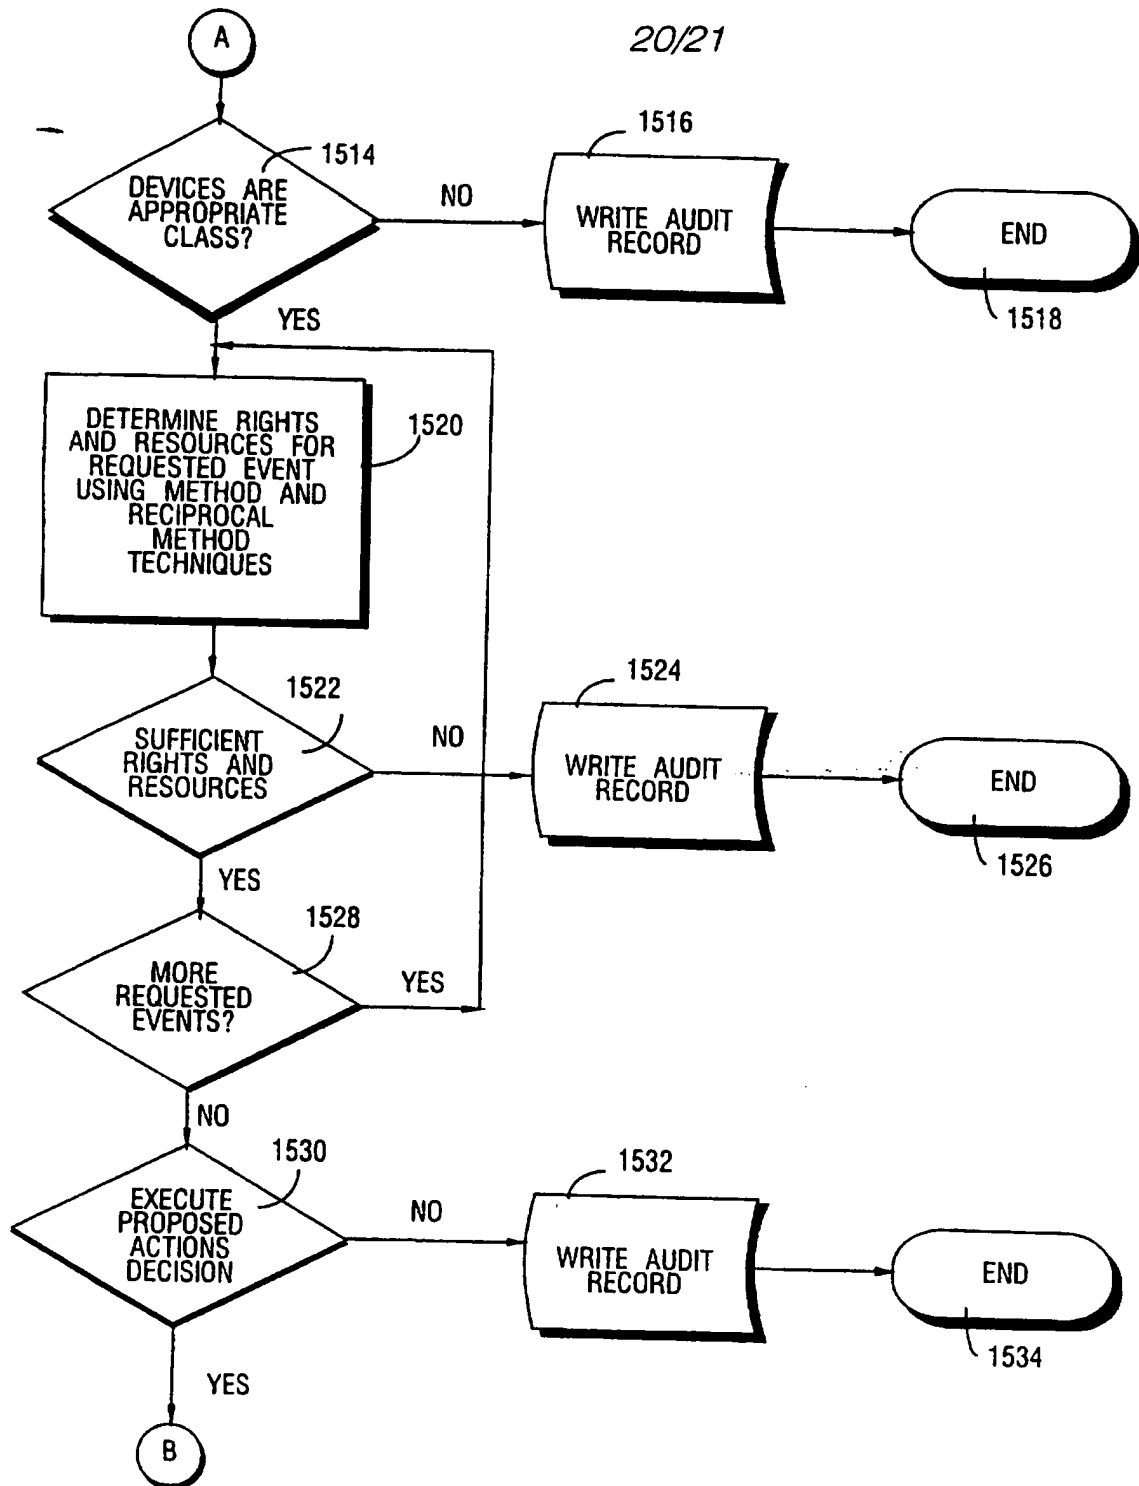 20/21
A
1514
DEVICES ARE
APPROPRIATE
CLASS?
NO
1516
WRITE AUDIT
RECORD
END
1518
YES
DETERMINE RIGHTS
AND RESOURCES FOR
REQUESTED EVENT
USING METHOD AND
RECIPROCAL
METHOD
TECHNIQUES
1520
1522
SUFFICIENT
RIGHTS AND
RESOURCES
NO
1524
WRITE AUDIT
RECORD
END
1526
YES
1528
MORE
REQUESTED
EVENTS?
YES
NO
1530
EXECUTE
PROPOSED
ACTIONS
DECISION
NO
1532
WRITE AUDIT
RECORD
END
1534
YES
B